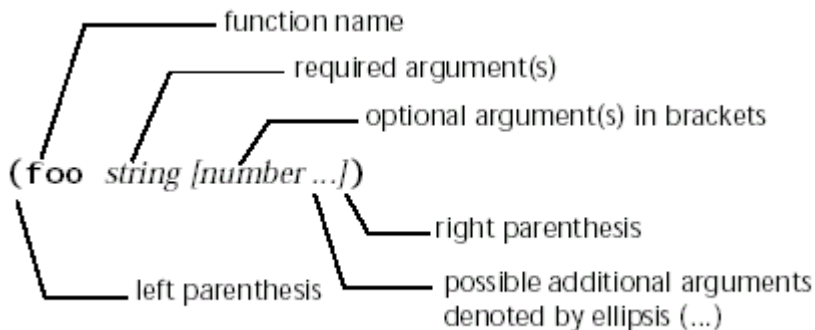 function name
required argument(s)
optional argument(s) in brackets
(foo string [number ...])
right parenthesis
left parenthesis
possible additional arguments
denoted by ellipsis (...)